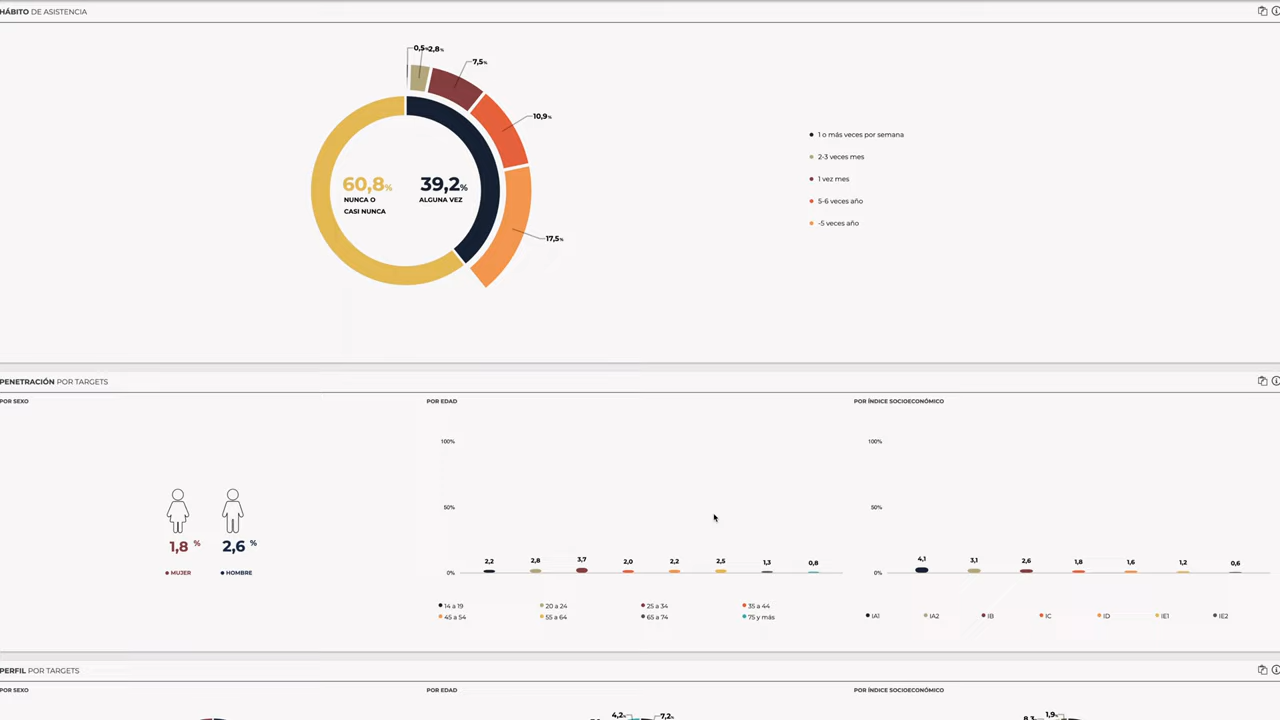 HÁBITO DE ASISTENCIA
0,5% 2,8%
7,5%
10,9%
17,5%
60,8% 39,2%
NUNCA O ALGUNA VEZ
CASI NUNCA
1 o más veces por semana
2-3 veces mes
1 vez mes
5-6 veces año
-5 veces año
PENETRACIÓN POR TARGETS
POR SEXO
1,8 % 2,6 %
MUJER HOMBRE
POR EDAD
100%
50%
0%
2,2 2,8 3,7 2,0 2,2 2,5 1,3 0,8
14 a 19 20 a 24 25 a 34 35 a 44
45 a 54 55 a 64 65 a 74 75 y más
POR ÍNDICE SOCIOECONÓMICO
100%
50%
0%
4,1 3,1 2,6 1,8 1,6 1,2 0,6
IA1 IA2 IB IC ID IE1 IE2
PERFIL POR TARGETS
POR SEXO
POR EDAD
4,2% 7,2%
POR ÍNDICE SOCIOECONÓMICO
1,9%